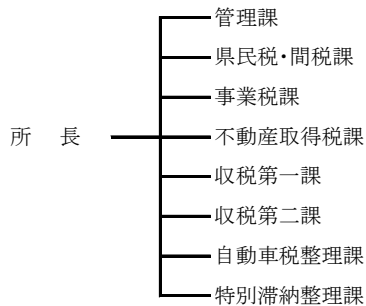 管理課
県民税・間税課
事業税課
所　長
不動産取得税課
収税第一課
収税第二課
自動車税整理課
特別滞納整理課